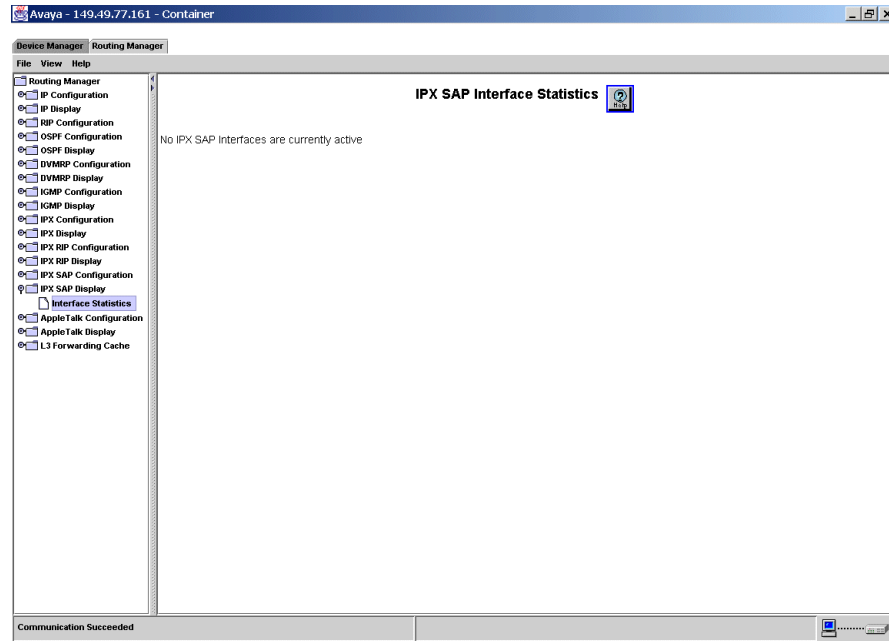 Avaya - 149.49.77.161 - Container
Device Manager Routing Manager
File View Help
Routing Manager
IP Configuration
IP Display
RIP Configuration
OSPF Configuration
OSPF Display
DVMRP Configuration
DVMRP Display
IGMP Configuration
IGMP Display
IPX Configuration
IPX Display
IPX RIP Configuration
IPX RIP Display
IPX SAP Configuration
IPX SAP Display
Interface Statistics
AppleTalk Configuration
AppleTalk Display
L3 Forwarding Cache
IPX SAP Interface Statistics
Help
No IPX SAP Interfaces are currently active
Communication Succeeded